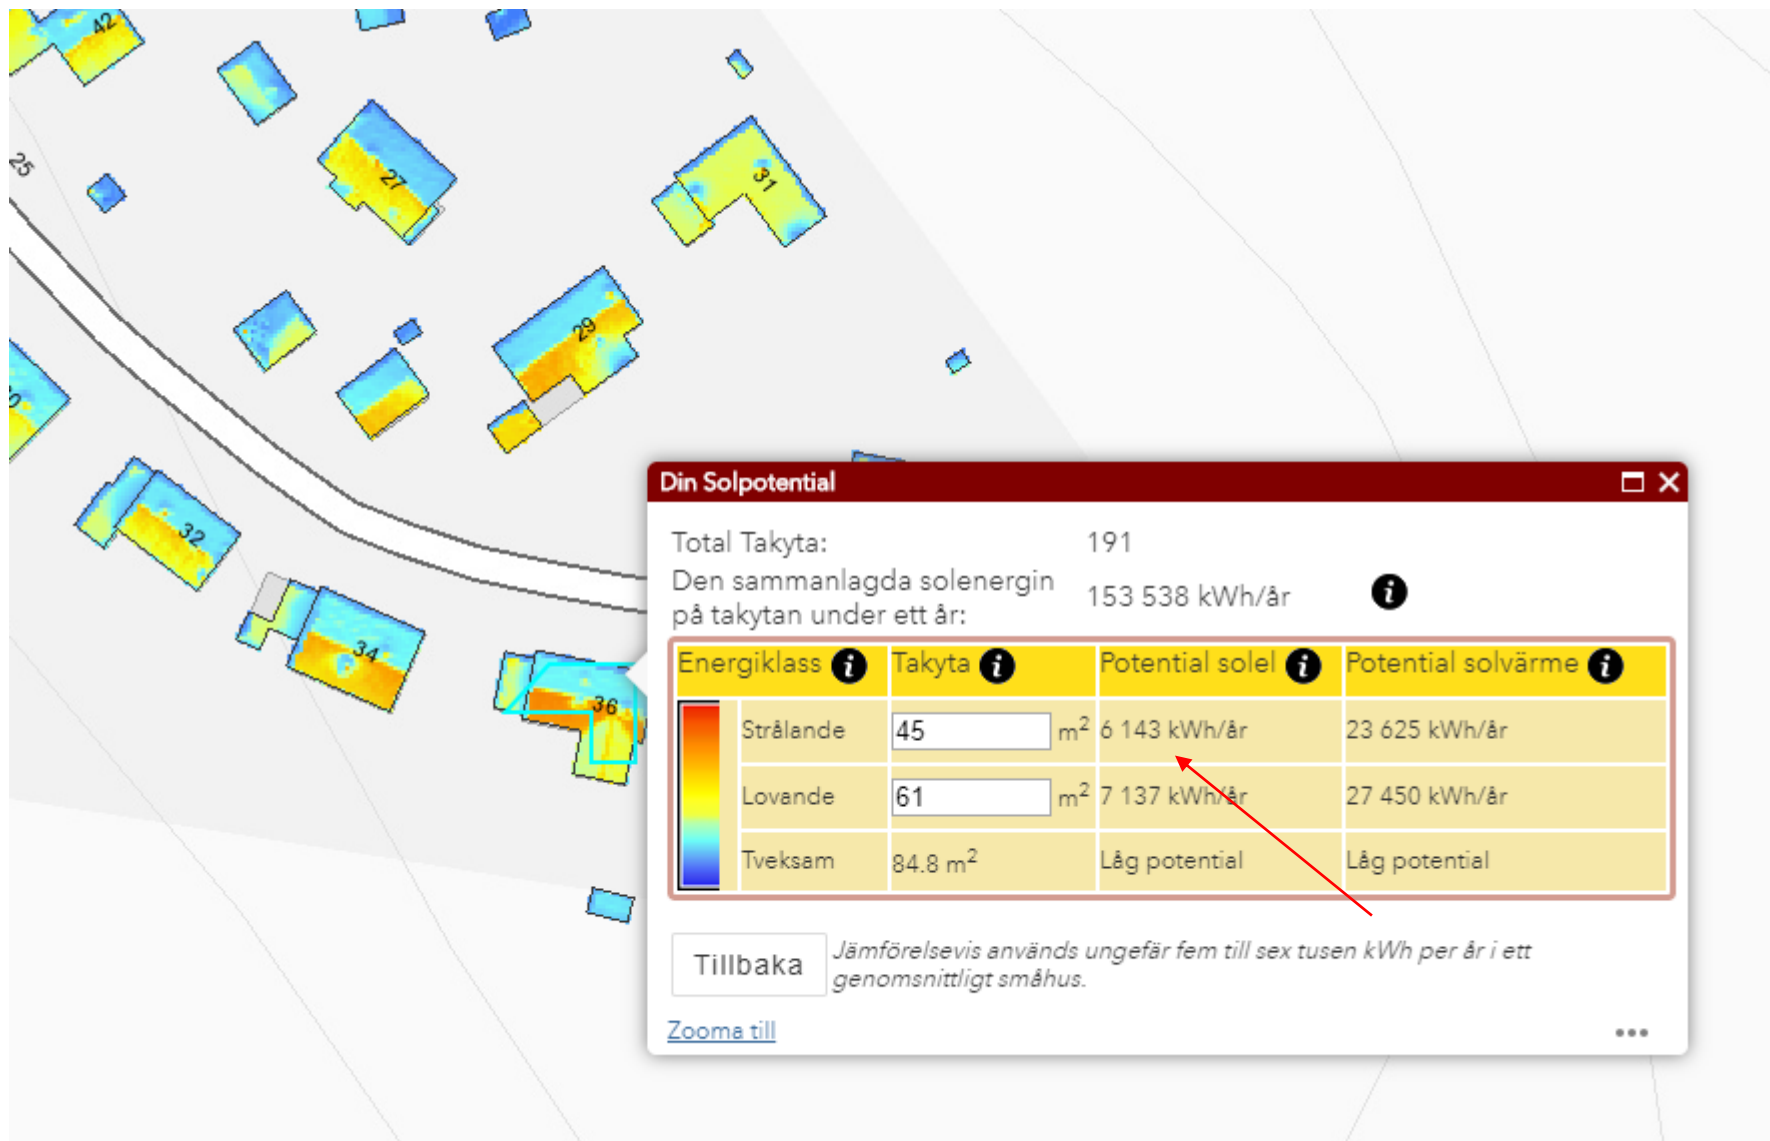 42
25
27
31
29
32
34
36
Din Solpotential
Total Takyta: 191
Den sammanlagda solenergin
på takytan under ett år: 153 538 kWh/år
Energiklass Takyta Potential solel Potential solvärme
Strålande 45 m² 6 143 kWh/år 23 625 kWh/år
Lovande 61 m² 7 137 kWh/år 27 450 kWh/år
Tveksam 84.8 m² Låg potential Låg potential
Tillbaka
Jämförelsevis används ungefär fem till sex tusen kWh per år i ett
genomsnittligt småhus.
Zooma till